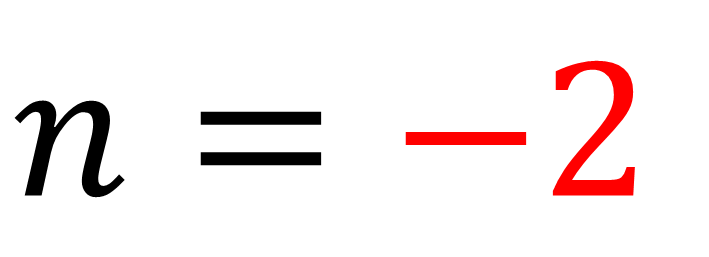 n = −2